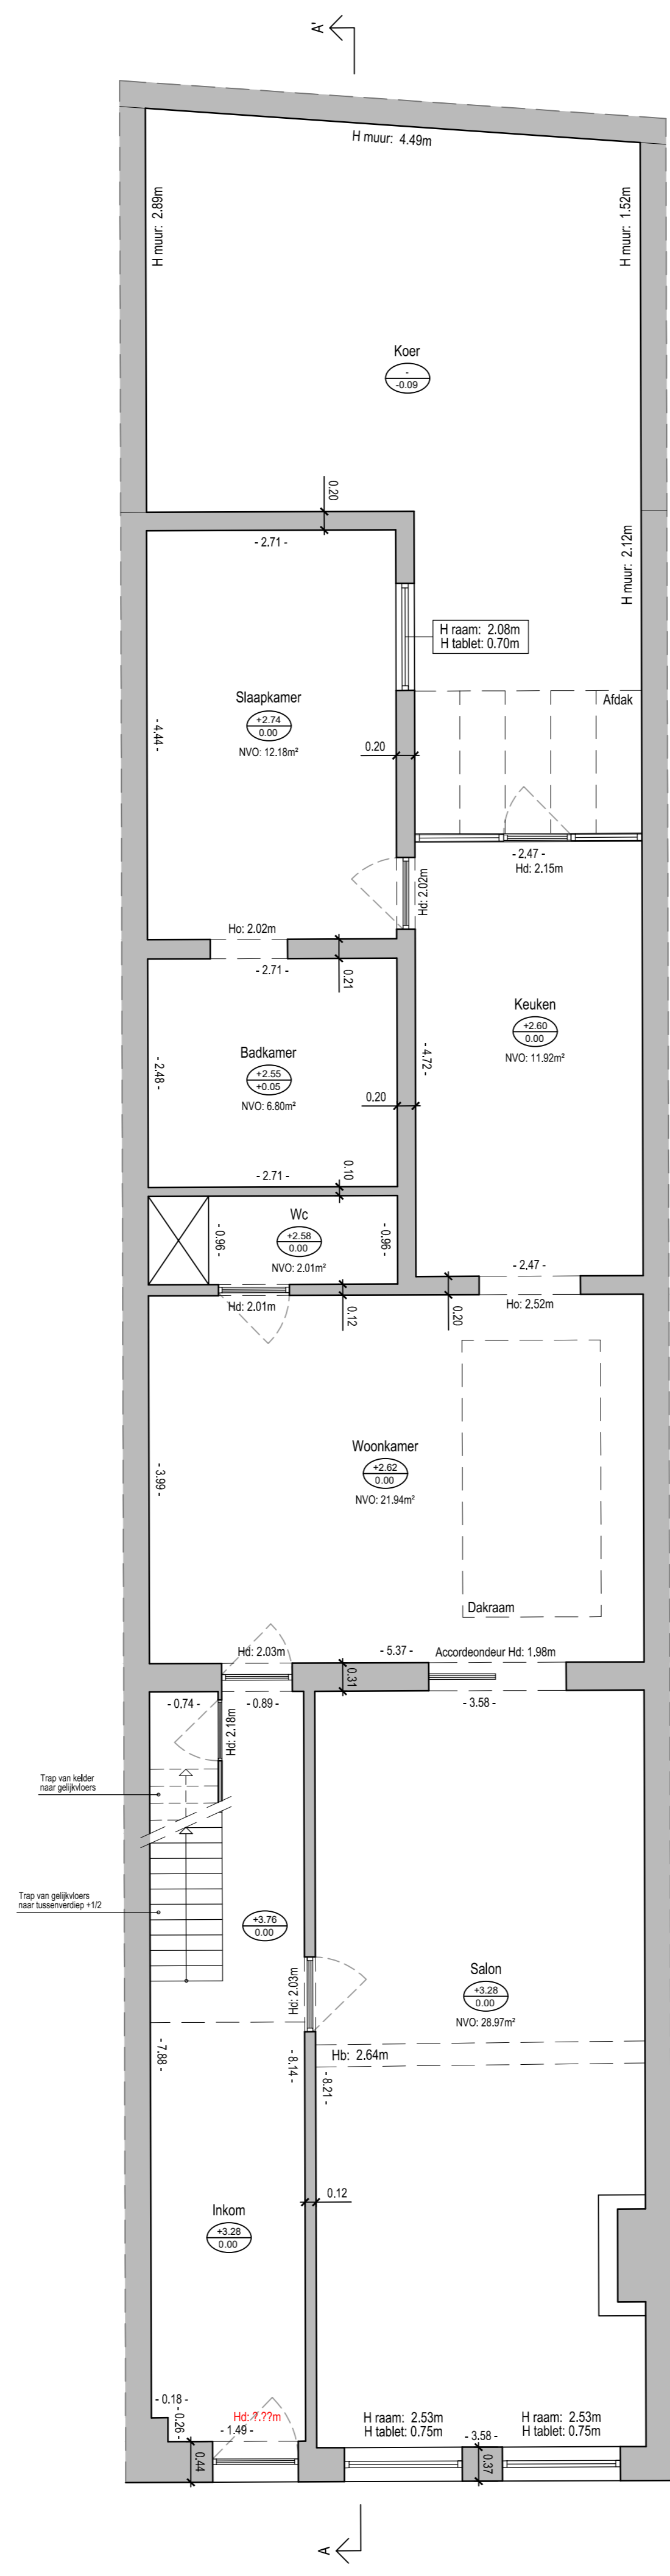 A'
H muur: 4.49m
H muur: 2.89m
H muur: 1.52m
Koer
-
-0.09
0.20
- 2.71 -
H muur: 2.12m
H raam: 2.08m
H tablet: 0.70m
Slaapkamer
+2.74
0.00
NVO: 12.18m²
- 4.44 -
0.20
Afdak
- 2.47 -
Hd: 2.15m
Hd: 2.02m
Ho: 2.02m
- 2.71 -
0.21
Keuken
+2.60
0.00
NVO: 11.92m²
Badkamer
+2.55
+0.05
NVO: 6.80m²
- 2.48 -
- 4.72 -
0.20
- 2.71 -
0.10
Wc
+2.58
0.00
NVO: 2.01m²
- 0.96 -
- 0.96 -
- 2.47 -
Hd: 2.01m
0.12
0.20
Ho: 2.52m
Woonkamer
+2.62
0.00
NVO: 21.94m²
- 3.99 -
Dakraam
Hd: 2.03m
- 5.37 -
Accordeondeur Hd: 1.98m
0.31
- 0.74 -
- 0.89 -
- 3.58 -
Hd: 2.18m
Trap van kelder
naar gelijkvloers
Trap van gelijkvloers
naar tussenverdiep +1/2
+3.76
0.00
Hd: 2.03m
Salon
+3.28
0.00
NVO: 28.97m²
Hb: 2.64m
- 7.88 -
- 8.14 -
- 8.21 -
0.12
Inkom
+3.28
0.00
- 0.18 -
- 0.26 -
Hd: ?.??m
- 1.49 -
H raam: 2.53m
H tablet: 0.75m
- 3.58 -
H raam: 2.53m
H tablet: 0.75m
0.44
0.37
A